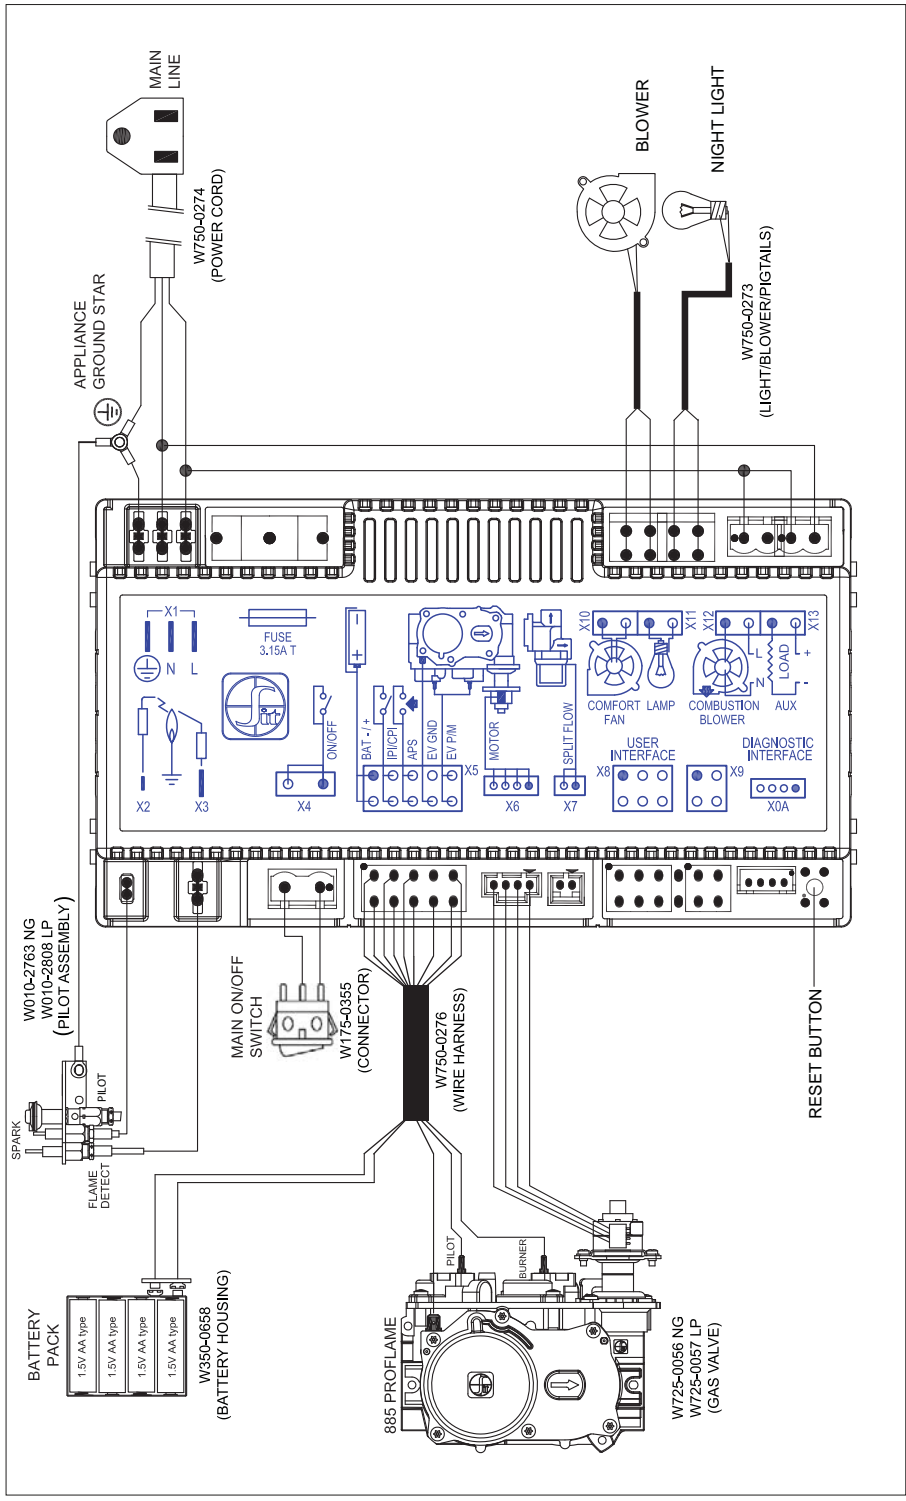 MAIN
LINE
W750-0274
(POWER CORD)
APPLIANCE
GROUND STAR
BLOWER
NIGHT LIGHT
W750-0273
(LIGHT/BLOWER/PIGTAILS)
X1
N
L
FUSE
3.15A T
Sit
X2
X3
ON/OFF
X4
- +
BAT - / +
IPI/CPI
APS
EV GND
EV P/M
X5
MOTOR
X6
SPLIT FLOW
X7
X10
X11
X12
X13
COMFORT
FAN
LAMP
COMBUSTION
BLOWER
L
N
LOAD
+
-
AUX
USER
INTERFACE
X8
X9
DIAGNOSTIC
INTERFACE
X0A
W010-2763 NG
W010-2808 LP
(PILOT ASSEMBLY)
SPARK
PILOT
FLAME
DETECT
MAIN ON/OFF
SWITCH
W175-0355
(CONNECTOR)
W750-0276
(WIRE HARNESS)
RESET BUTTON
BATTERY
PACK
1.5V AA type
1.5V AA type
1.5V AA type
1.5V AA type
W350-0658
(BATTERY HOUSING)
885 PROFLAME
PILOT
BURNER
W725-0056 NG
W725-0057 LP
(GAS VALVE)